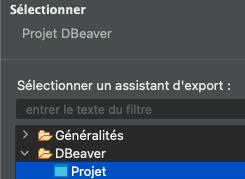 Sélectionner
Projet DBeaver
Sélectionner un assistant d'export :
entrer le texte du filtre
Généralités
DBeaver
Projet